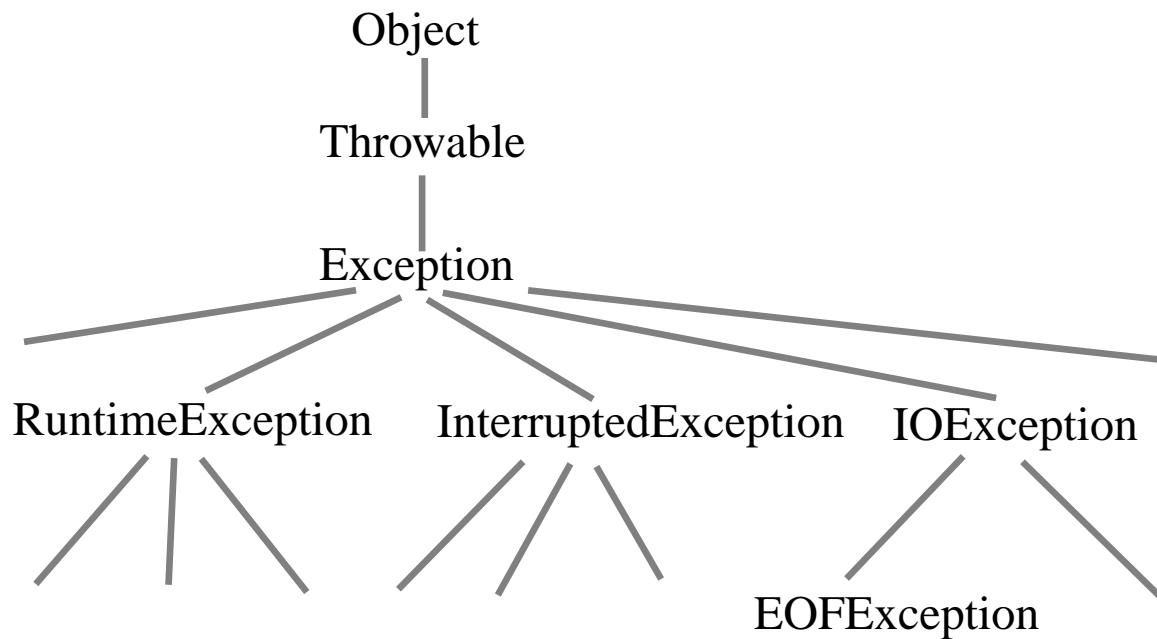 Object
Throwable
Exception
RuntimeException InterruptedException IOException
EOFException